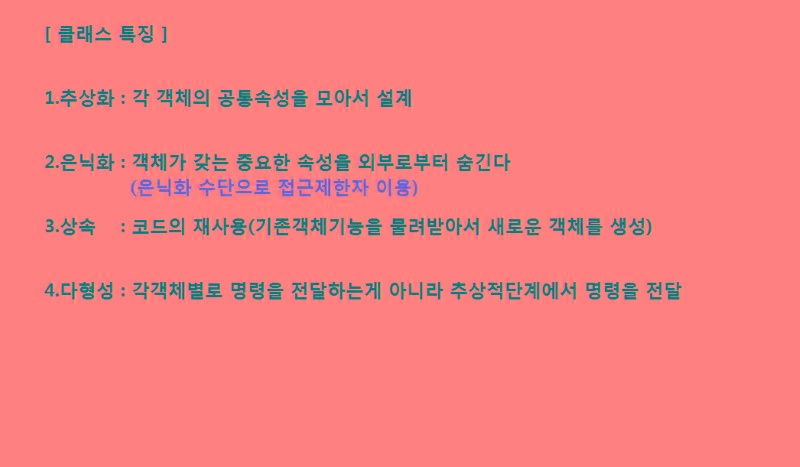 [ 클래스 특징 ]
1.추상화 : 각 객체의 공통속성을 모아서 설계
2.은닉화 : 객체가 갖는 중요한 속성을 외부로부터 숨긴다
(은닉화 수단으로 접근제한자 이용)
3.상속 : 코드의 재사용(기존객체기능을 물려받아서 새로운 객체를 생성)
4.다형성 : 각객체별로 명령을 전달하는게 아니라 추상적단계에서 명령을 전달